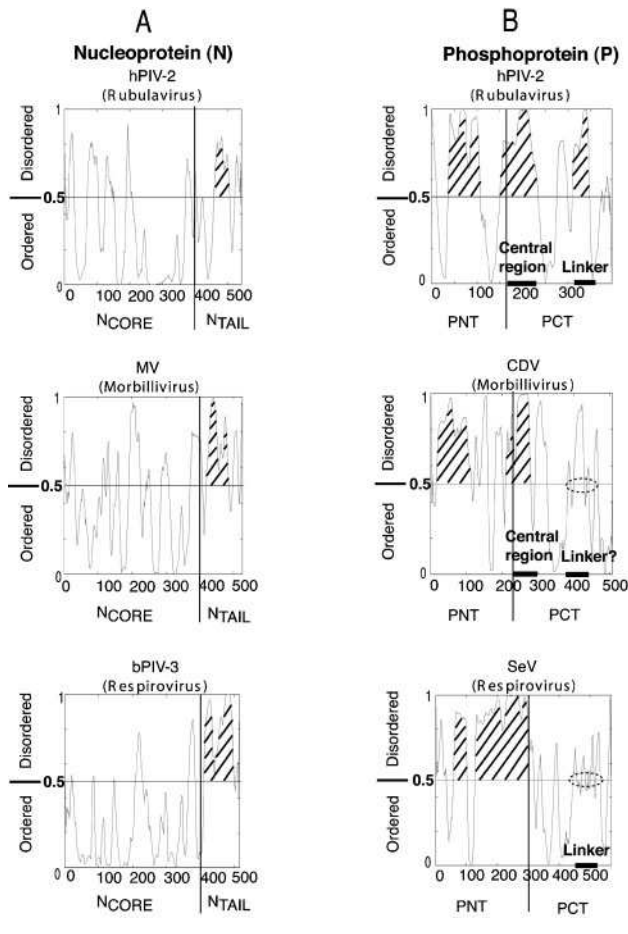 A
Nucleoprotein (N)
hPIV-2
(Rubulavirus)
1
Disordered
0.5
Ordered
0
0 100 200 300 400 500
NCORE NTAIL
MV
(Morbillivirus)
1
Disordered
0.5
Ordered
0
0 100 200 300 400 500
NCORE NTAIL
bPIV-3
(Respirovirus)
1
Disordered
0.5
Ordered
0
0 100 200 300 400 500
NCORE NTAIL
B
Phosphoprotein (P)
hPIV-2
(Rubulavirus)
1
Disordered
0.5
Ordered
Central
region
Linker
0
0 100 200 300
PNT PCT
CDV
(Morbillivirus)
1
Disordered
0.5
Ordered
Central
region
Linker?
0
0 100 200 300 400 500
PNT PCT
SeV
(Respirovirus)
1
Disordered
0.5
Ordered
Linker
0
0 100 200 300 400 500
PNT PCT